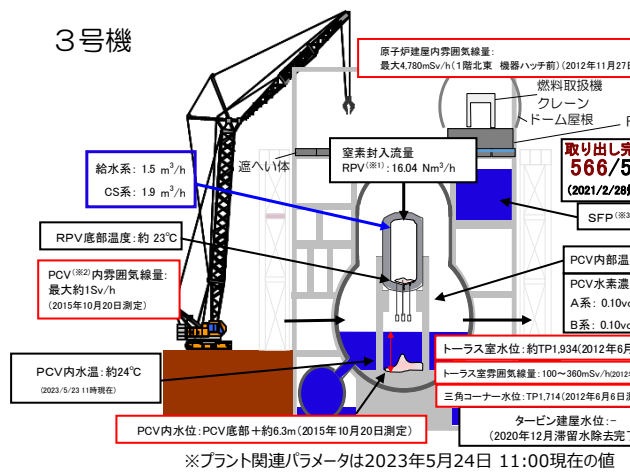 3号機
原子炉建屋内雰囲気線量:
最大4,780mSv/h(1階北東 機器ハッチ前)(2012年11月27日
燃料取扱機
クレーン
ドーム屋根
取り出し完
566/5
(2021/2/28
遮へい体
窒素封入流量
RPV(※1):16.04 Nm³/h
給水系: 1.5 m³/h
CS系: 1.9 m³/h
SFP(※3
RPV底部温度:約 23℃
PCV内部温
PCV水素濃
A系: 0.10vo
B系: 0.10vo
PCV(※2)内雰囲気線量:
最大約1Sv/h
(2015年10月20日測定)
トーラス室水位:約TP1,934(2012年6月
トーラス室雰囲気線量:100~360mSv/h(2012年
三角コーナー水位:TP1,714(2012年6月6日測
PCV内水温:約24℃
(2023/5/23 11時現在)
PCV内水位:PCV底部+約6.3m(2015年10月20日測定)
タービン建屋水位:-
(2020年12月滞留水除去完了
※プラント関連パラメータは2023年5月24日 11:00現在の値